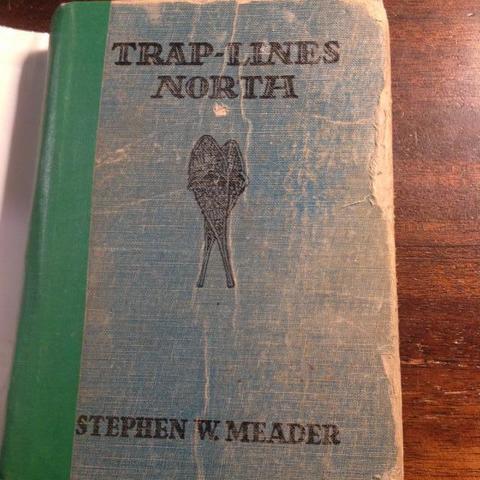 TRAP-LINES
NORTH
STEPHEN W. MEADER